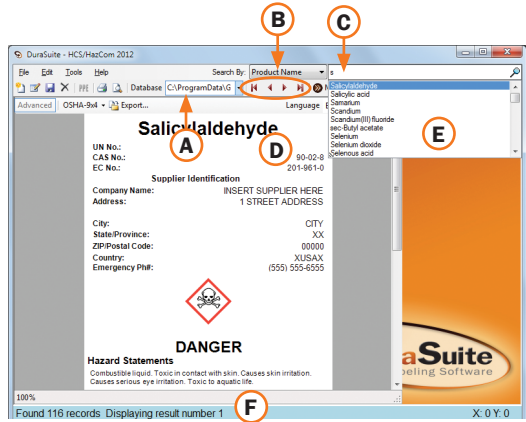 B
C
DuraSuite - HCS/HazCom 2012
File Edit Tools Help Search By: Product Name s
Database C:\ProgramData\G
Advanced OSHA-9x4 Export... Language
Salicylaldehyde
Salicylic acid
Samarium
Scandium
Scandium(III) fluoride
sec-Butyl acetate
Selenium
Selenium dioxide
Selenous acid
E
A
D
Salicylaldehyde
UN No.:
CAS No.: 90-02-8
EC No.: 201-961-0
Supplier Identification
Company Name: INSERT SUPPLIER HERE
Address: 1 STREET ADDRESS
City: CITY
State/Province: XX
ZIP/Postal Code: 00000
Country: XUSAX
Emergency Ph#: (555) 555-6555
DANGER
Hazard Statements
Combustible liquid. Toxic in contact with skin. Causes skin irritation.
Causes serious eye irritation. Toxic to aquatic life.
aSuite
eling Software
100%
F
Found 116 records Displaying result number 1 X: 0 Y: 0